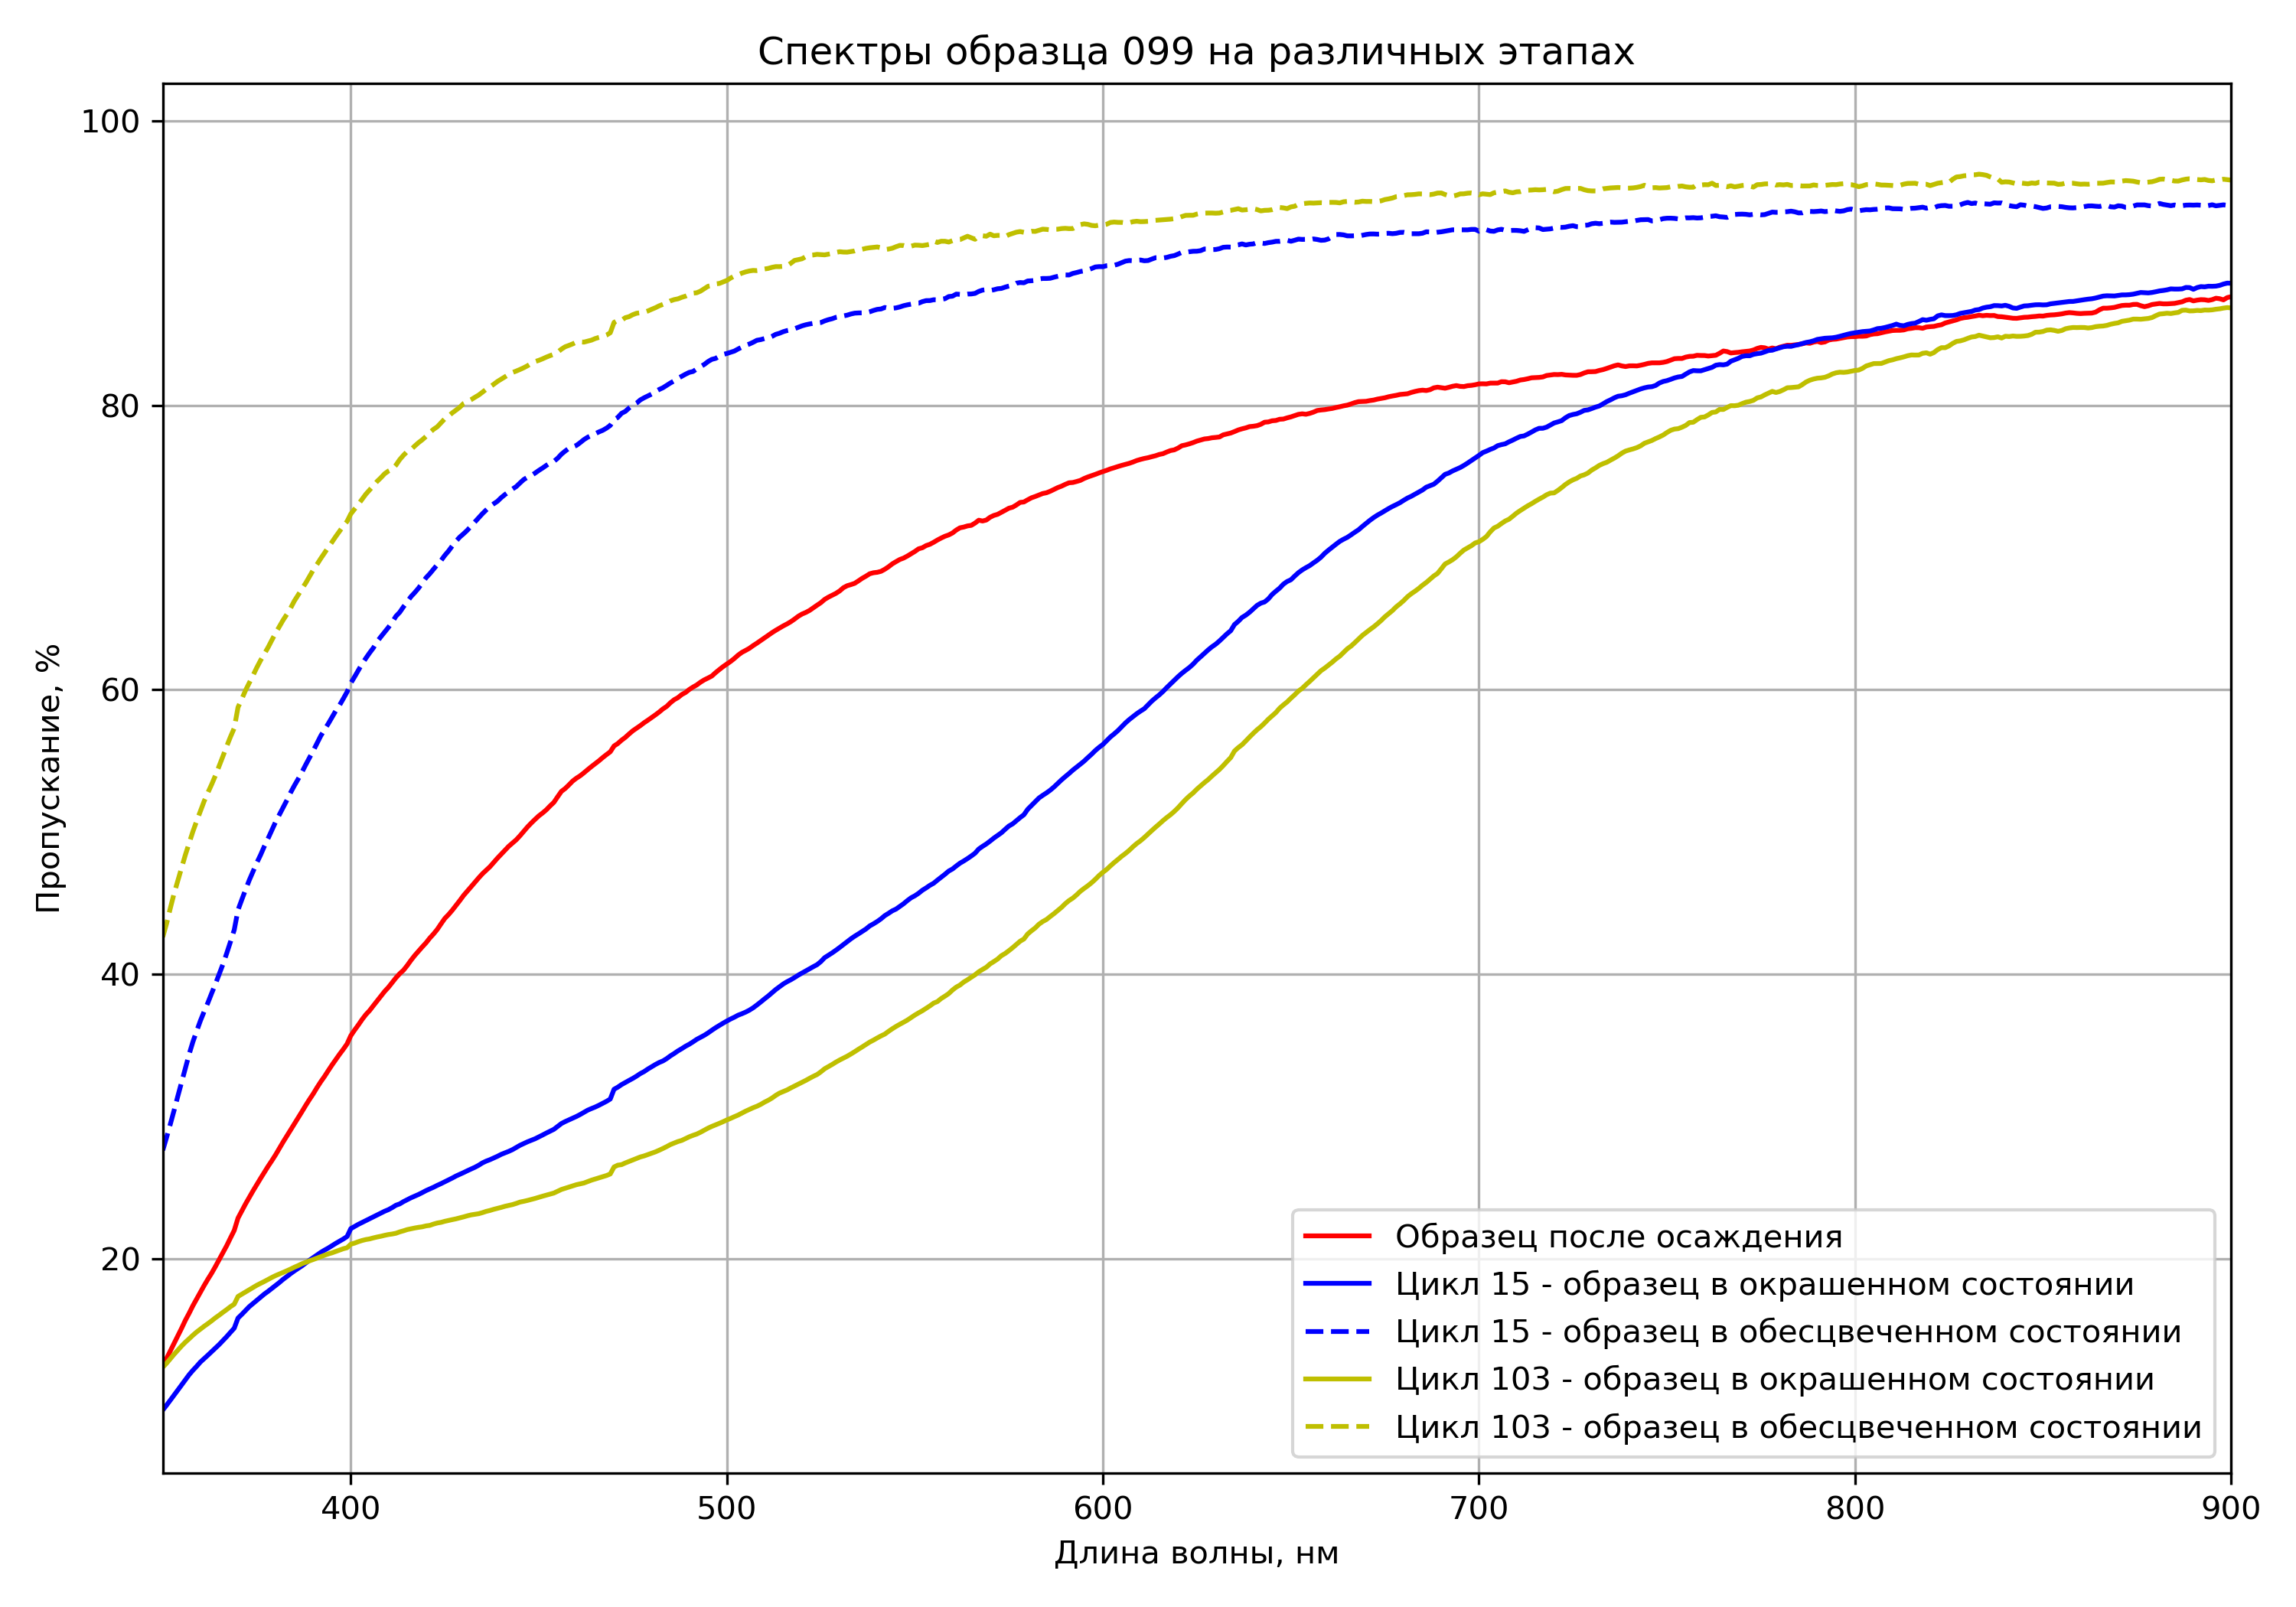 Спектры образца 099 на различных этапах
100
80
60
40
20
Пропускание, %
400 500 600 700 800 900
Длина волны, нм
Образец после осаждения
Цикл 15 - образец в окрашенном состоянии
Цикл 15 - образец в обесцвеченном состоянии
Цикл 103 - образец в окрашенном состоянии
Цикл 103 - образец в обесцвеченном состоянии